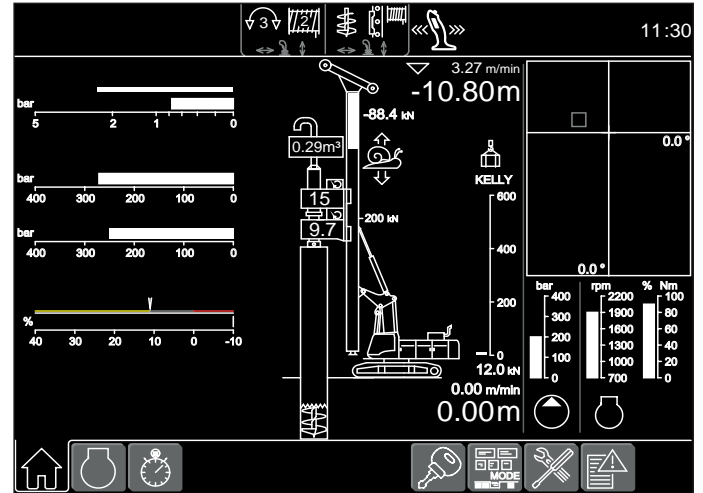 3 7.27 11:30
3.27 m/min
-10.80m
bar
5 2 1 0
-88.4 kN
0.29m³
0.0 °
KELLY
bar
400 300 200 100 0
15
600
200 kN
9.7
bar
400 300 200 100 0
400
0.0 °
bar rpm % Nm
400 2200 100
300 1900 80
200 1600 60
1300 40
100 1000 20
0 700 0
200
%
40 30 20 10 0 -10
0
12.0 kN
0.00 m/min
0.00m
MODE